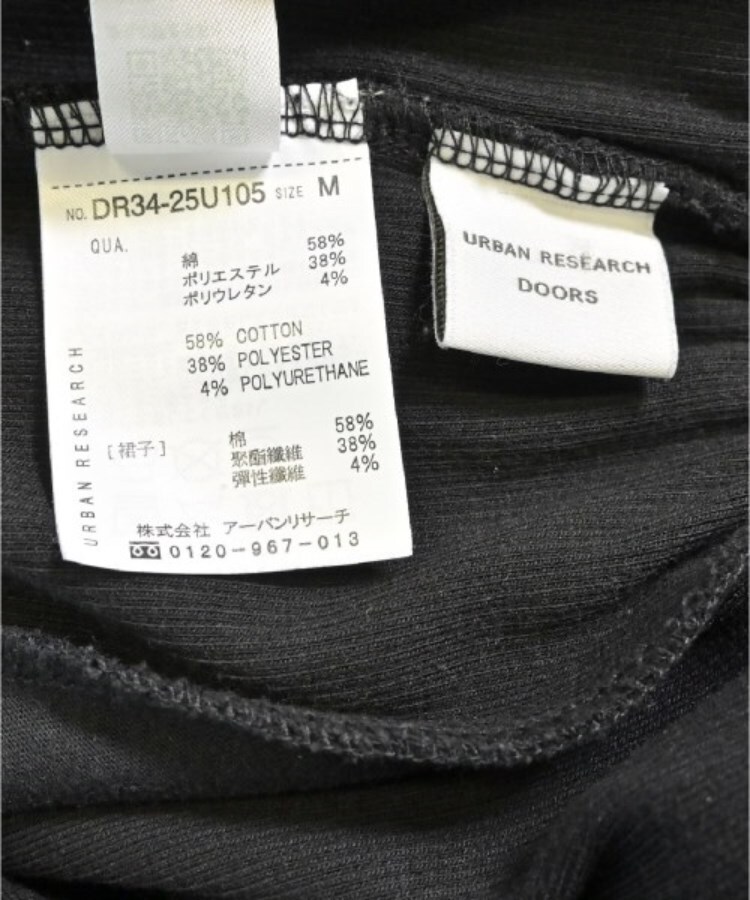 NO. DR34-25U105 SIZE M
QUA.
綿 58%
ポリエステル 38%
ポリウレタン 4%
58% COTTON
38% POLYESTER
4% POLYURETHANE
[裙子]
棉 58%
聚酯纖維 38%
彈性纖維 4%
URBAN RESEARCH
株式会社 アーバンリサーチ
0120-967-013
URBAN RESEARCH
DOORS